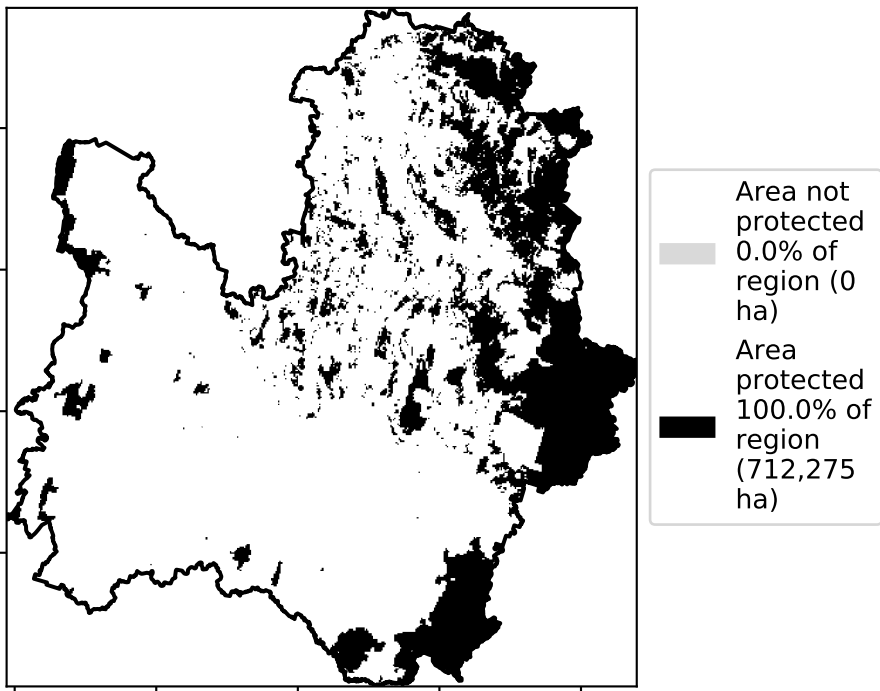 Area not
protected
0.0% of
region (0
ha)
Area
protected
100.0% of
region
(712,275
ha)